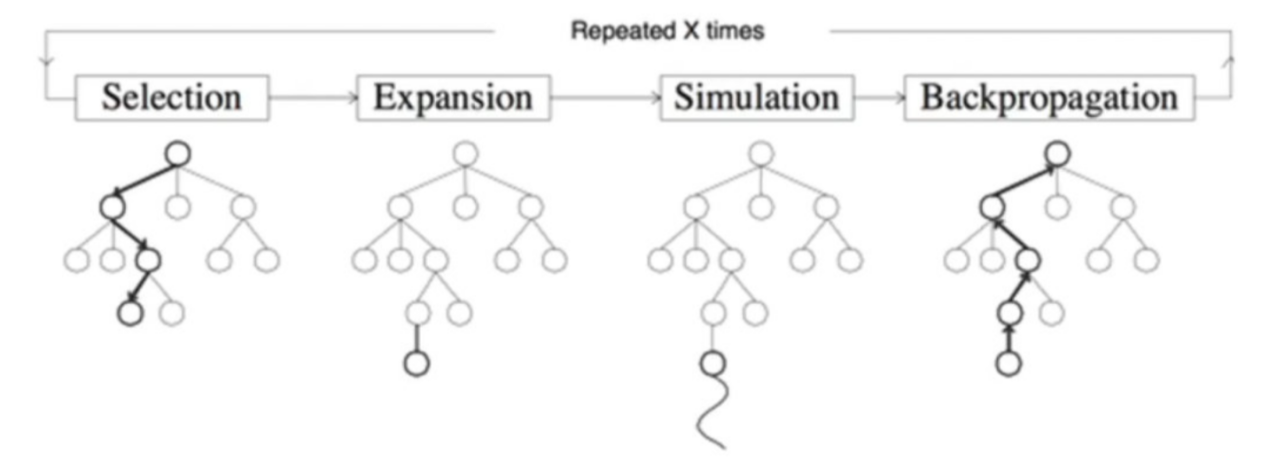 Repeated X times
Selection
Expansion
Simulation
Backpropagation